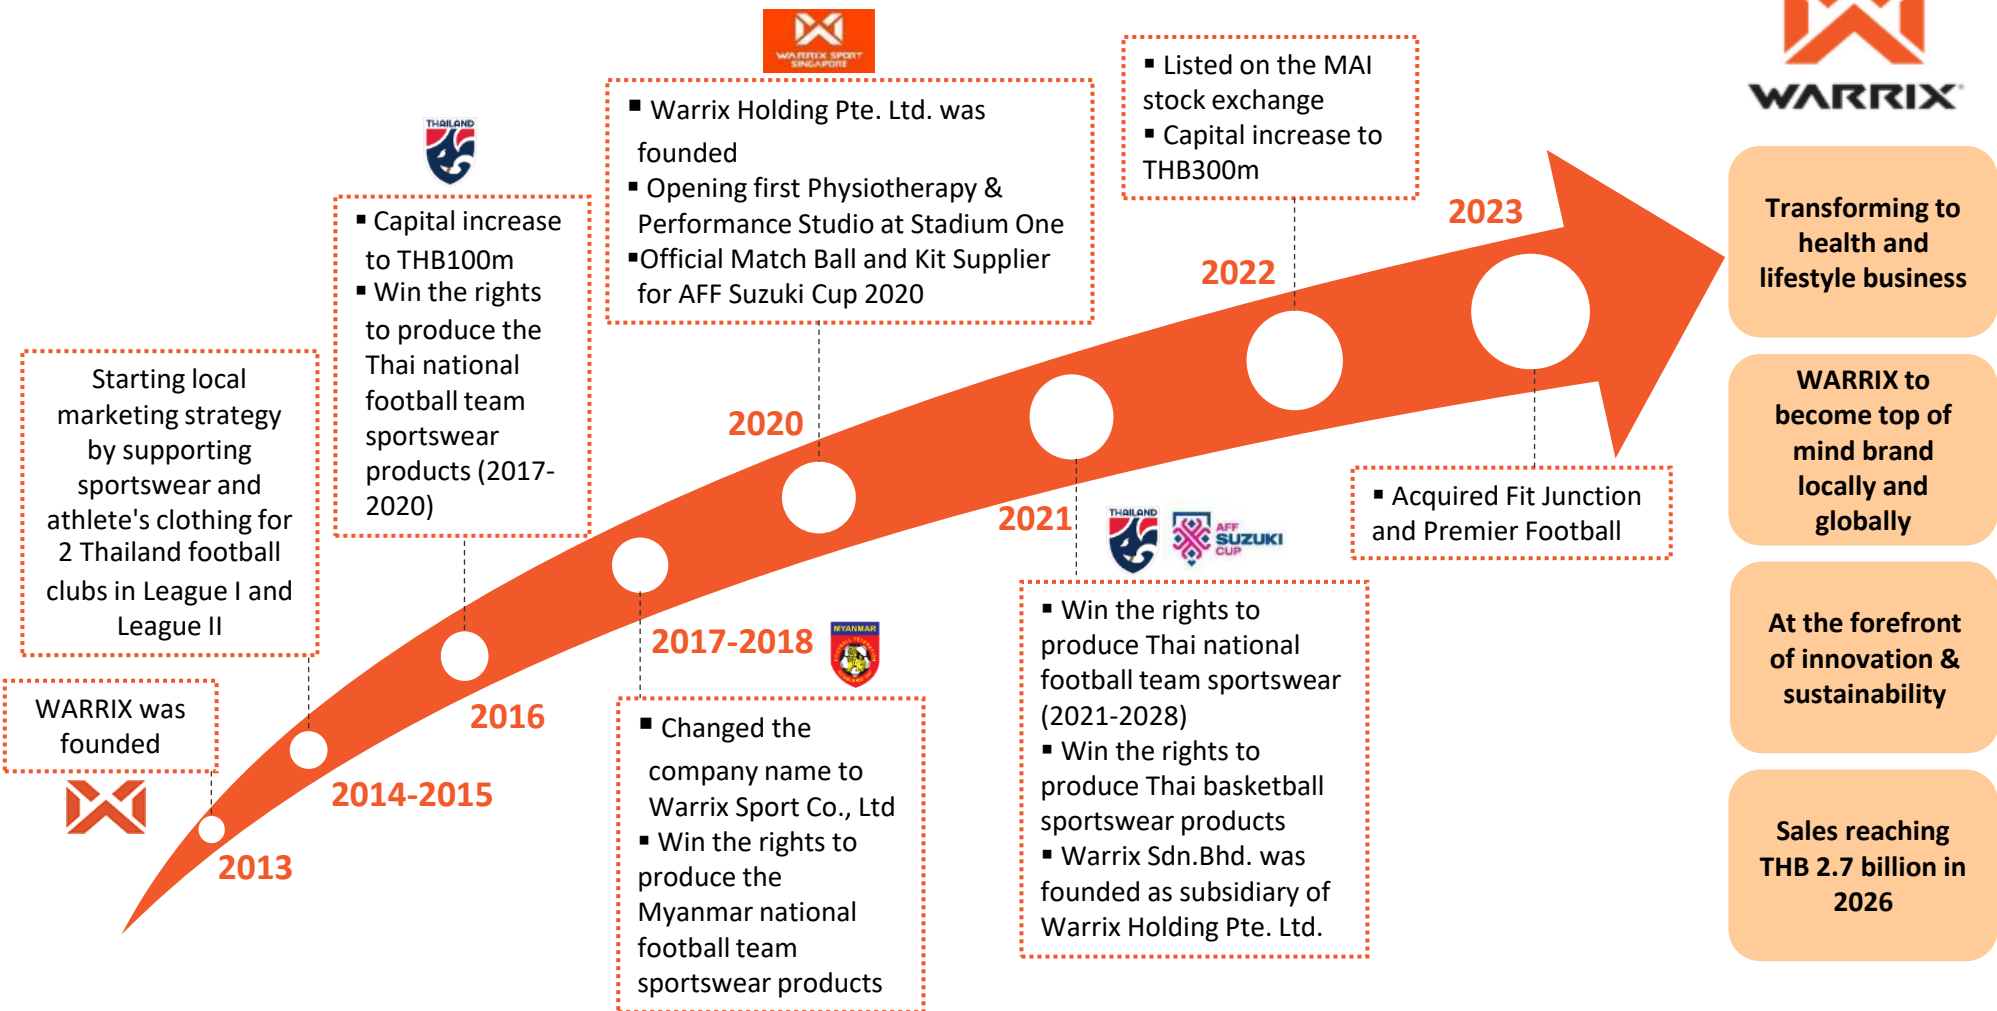 WARRIX SPORT
SINGAPORE
WARRIX
THAILAND
▪ Listed on the MAI
stock exchange
▪ Capital increase to
THB300m
▪ Warrix Holding Pte. Ltd. was
founded
▪ Opening first Physiotherapy &
Performance Studio at Stadium One
▪Official Match Ball and Kit Supplier
for AFF Suzuki Cup 2020
▪ Capital increase
to THB100m
▪ Win the rights
to produce the
Thai national
football team
sportswear
products (2017-
2020)
Starting local
marketing strategy
by supporting
sportswear and
athlete's clothing for
2 Thailand football
clubs in League I and
League II
WARRIX was
founded
2013
2014-2015
2016
2017-2018
2020
2021
2022
2023
MYANMAR
▪ Changed the
company name to
Warrix Sport Co., Ltd
▪ Win the rights to
produce the
Myanmar national
football team
sportswear products
THAILAND
AFF
SUZUKI
CUP
▪ Win the rights to
produce Thai national
football team sportswear
(2021-2028)
▪ Win the rights to
produce Thai basketball
sportswear products
▪ Warrix Sdn.Bhd. was
founded as subsidiary of
Warrix Holding Pte. Ltd.
▪ Acquired Fit Junction
and Premier Football
Transforming to
health and
lifestyle business
WARRIX to
become top of
mind brand
locally and
globally
At the forefront
of innovation &
sustainability
Sales reaching
THB 2.7 billion in
2026